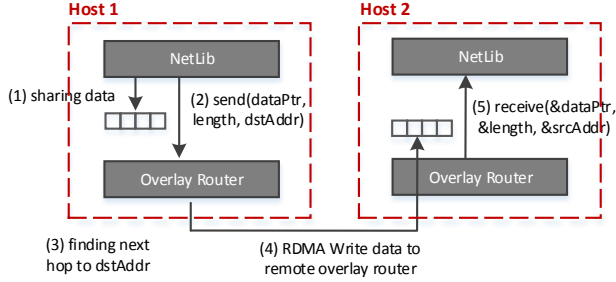 Host 1
NetLib
(1) sharing data
(2) send(dataPtr,
length, dstAddr)
Overlay Router
(3) finding next
hop to dstAddr
(4) RDMA Write data to
remote overlay router
Host 2
NetLib
(5) receive(&dataPtr,
&length, &srcAddr)
Overlay Router